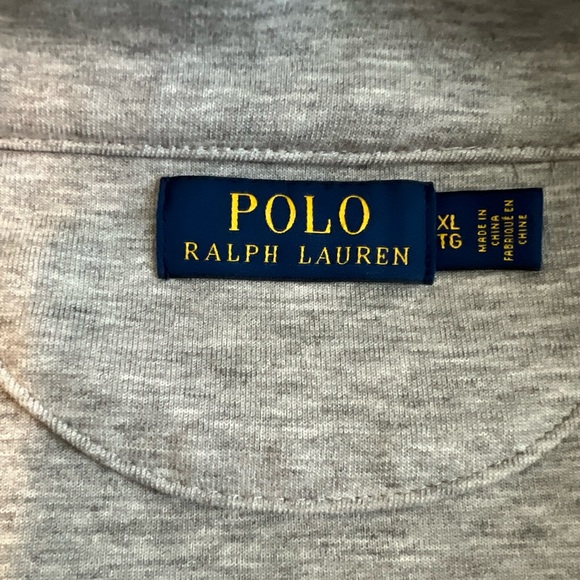 POLO
RALPH LAUREN
XL
TG
MADE IN
CHINA
FABRIQUÉ EN
CHINE